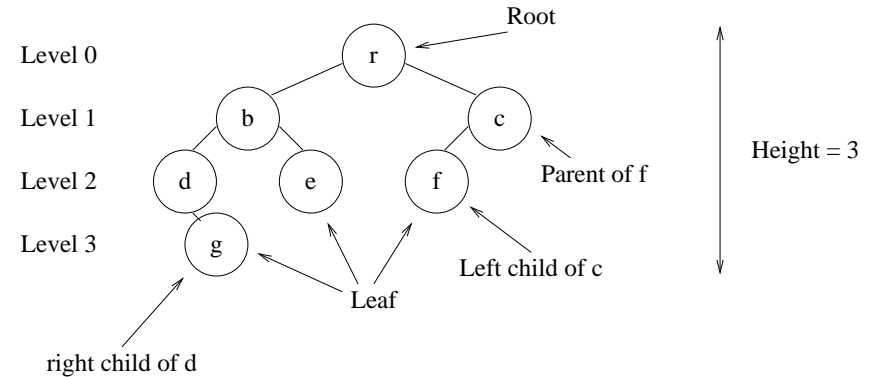 Root
Level 0
r
Level 1
b
c
Height = 3
Parent of f
Level 2
d
e
f
Level 3
g
Left child of c
Leaf
right child of d